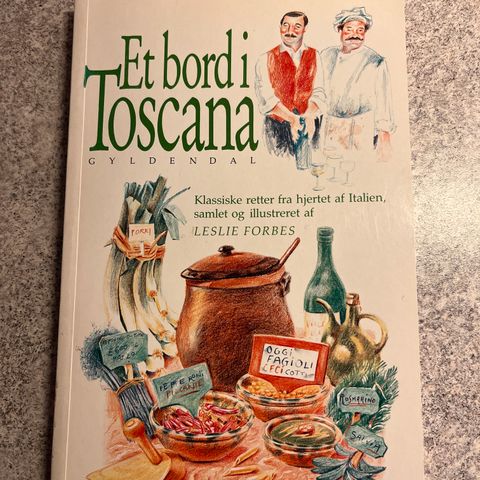 Et bord i
Toscana
GYLDENDAL
Klassiske retter fra hjertet af Italien,
samlet og illustreret af
LESLIE FORBES
PORRI
OGGI
FAGIOLI
COTTI
ROSMARINO
SALVIA